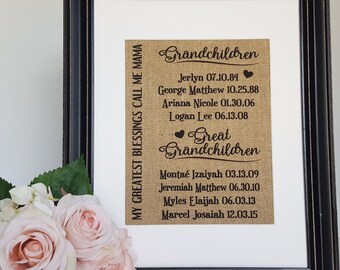 MY GREATEST BLESSINGS CALL ME MAMA
Grandchildren
Jerlyn 07.10.84
George Matthew 10.25.88
Ariana Nicole 01.30.06
Logan Lee 06.13.08
Great
Grandchildren
Montaé Izaiyah 03.13.09
Jeremiah Matthew 06.30.10
Myles Elaijah 06.03.13
Marcel Josaiah 12.03.15